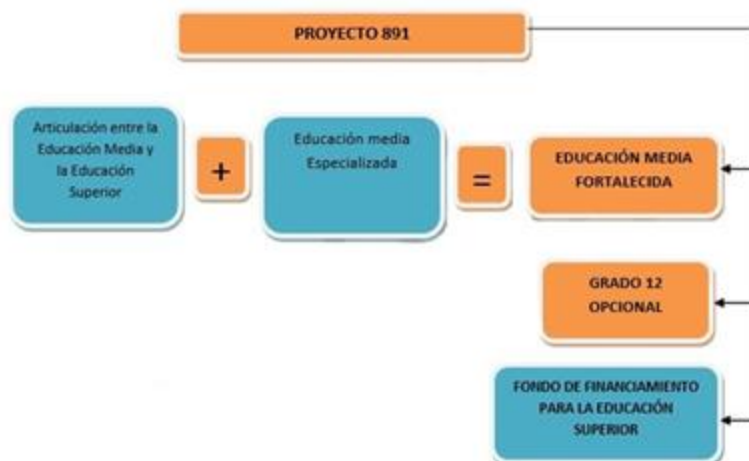 PROYECTO 891
Articulación entre la
Educación Media y
la Educación
Superior
+
Educación media
Especializada
=
EDUCACIÓN MEDIA
FORTALECIDA
GRADO 12
OPCIONAL
FONDO DE FINANCIAMIENTO
PARA LA EDUCACIÓN
SUPERIOR